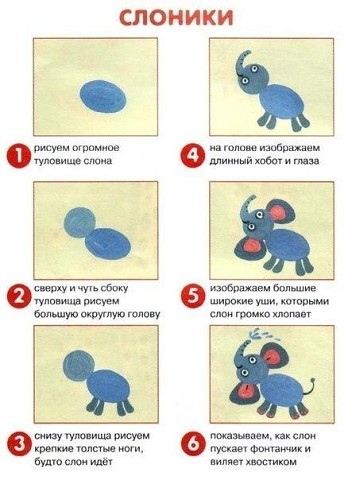 СЛОНИКИ
1 рисуем огромное
туловище слона
2 сверху и чуть сбоку
туловища рисуем
большую округлую голову
3 снизу туловища рисуем
крепкие толстые ноги,
будто слон идёт
4 на голове изображаем
длинный хобот и глаза
5 изображаем большие
широкие уши, которыми
слон громко хлопает
6 показываем, как слон
пускает фонтанчик и
виляет хвостиком